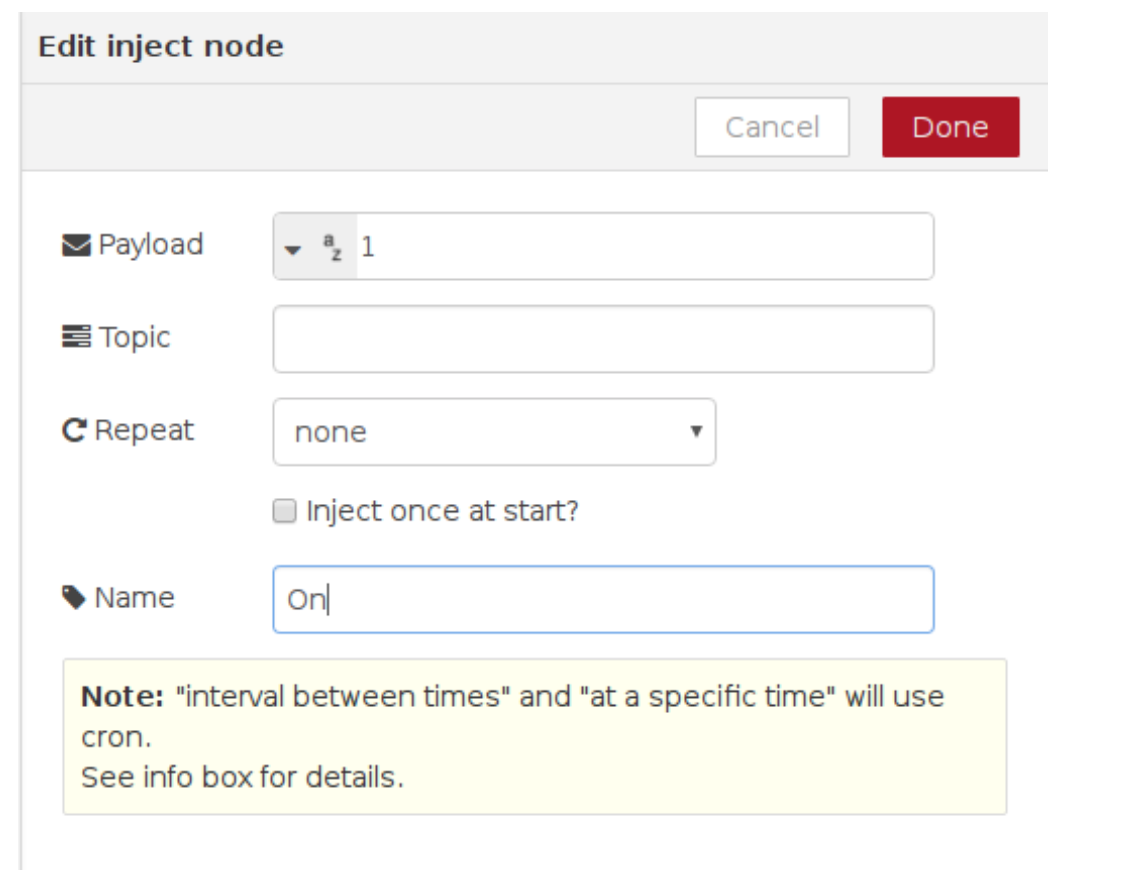 Edit inject node
Cancel Done
Payload az 1
Topic
Repeat none
Inject once at start?
Name On
Note: "interval between times" and "at a specific time" will use
cron.
See info box for details.